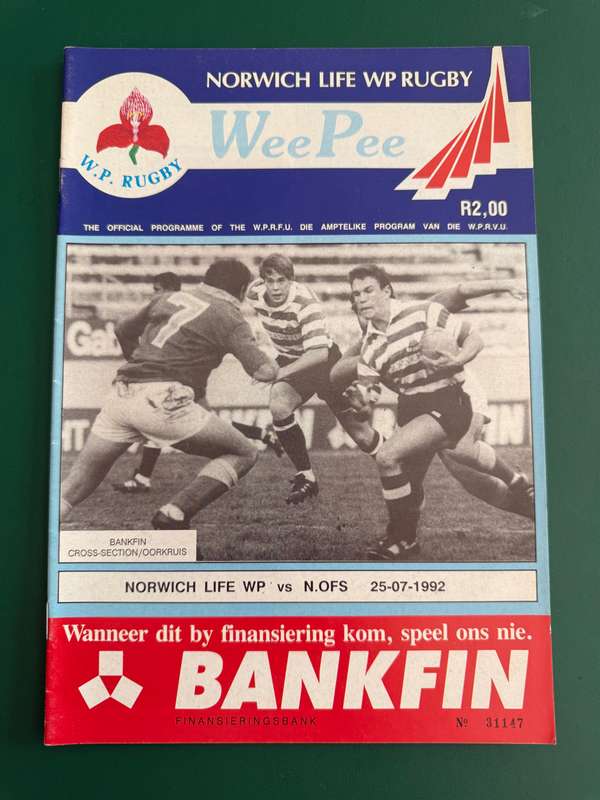 NORWICH LIFE WP RUGBY
WeePee
W.P. RUGBY
R2,00
THE OFFICIAL PROGRAMME OF THE W.P.R.F.U. DIE AMPTELIKE PROGRAM VAN DIE W.P.R.V.U.
7
BANKFIN
CROSS-SECTION/OORKRUIS
NORWICH LIFE WP vs N.OFS 25-07-1992
Wanneer dit by finansiering kom, speel ons nie.
BANKFIN
FINANSIERINGSBANK
No 31147